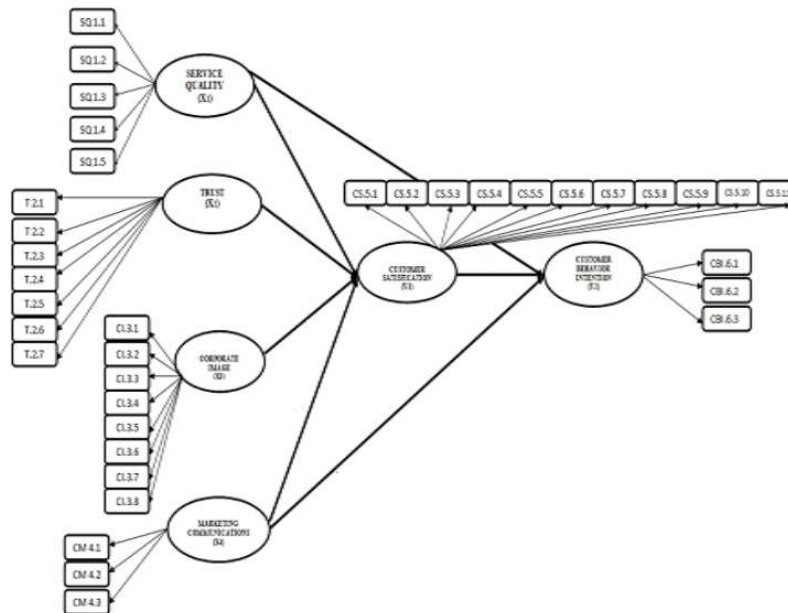 SQ1.1
SQ1.2
SQ1.3
SQ1.4
SQ1.5
SERVICE
QUALITY
T.2.1
T.2.2
T.2.3
T.2.4
T.2.5
T.2.6
T.2.7
TRUST
CS.5.1 CS.5.2 CS.5.3 CS.5.4 CS.5.5 CS.5.6 CS.5.7 CS.5.8 CS.5.9 CS.5.10
CUSTOMER
CUSTOMER
BEHAVIOR
INTENTION
CBI.6.1
CBI.6.2
CBI.6.3
CI.3.1
CI.3.2
CI.3.3
CI.3.4
CI.3.5
CI.3.6
CI.3.7
CI.3.8
CORPORATE
IMAGE
MARKETING
COMMUNICATIONS
CM 4.1
CM 4.2
CM 4.3